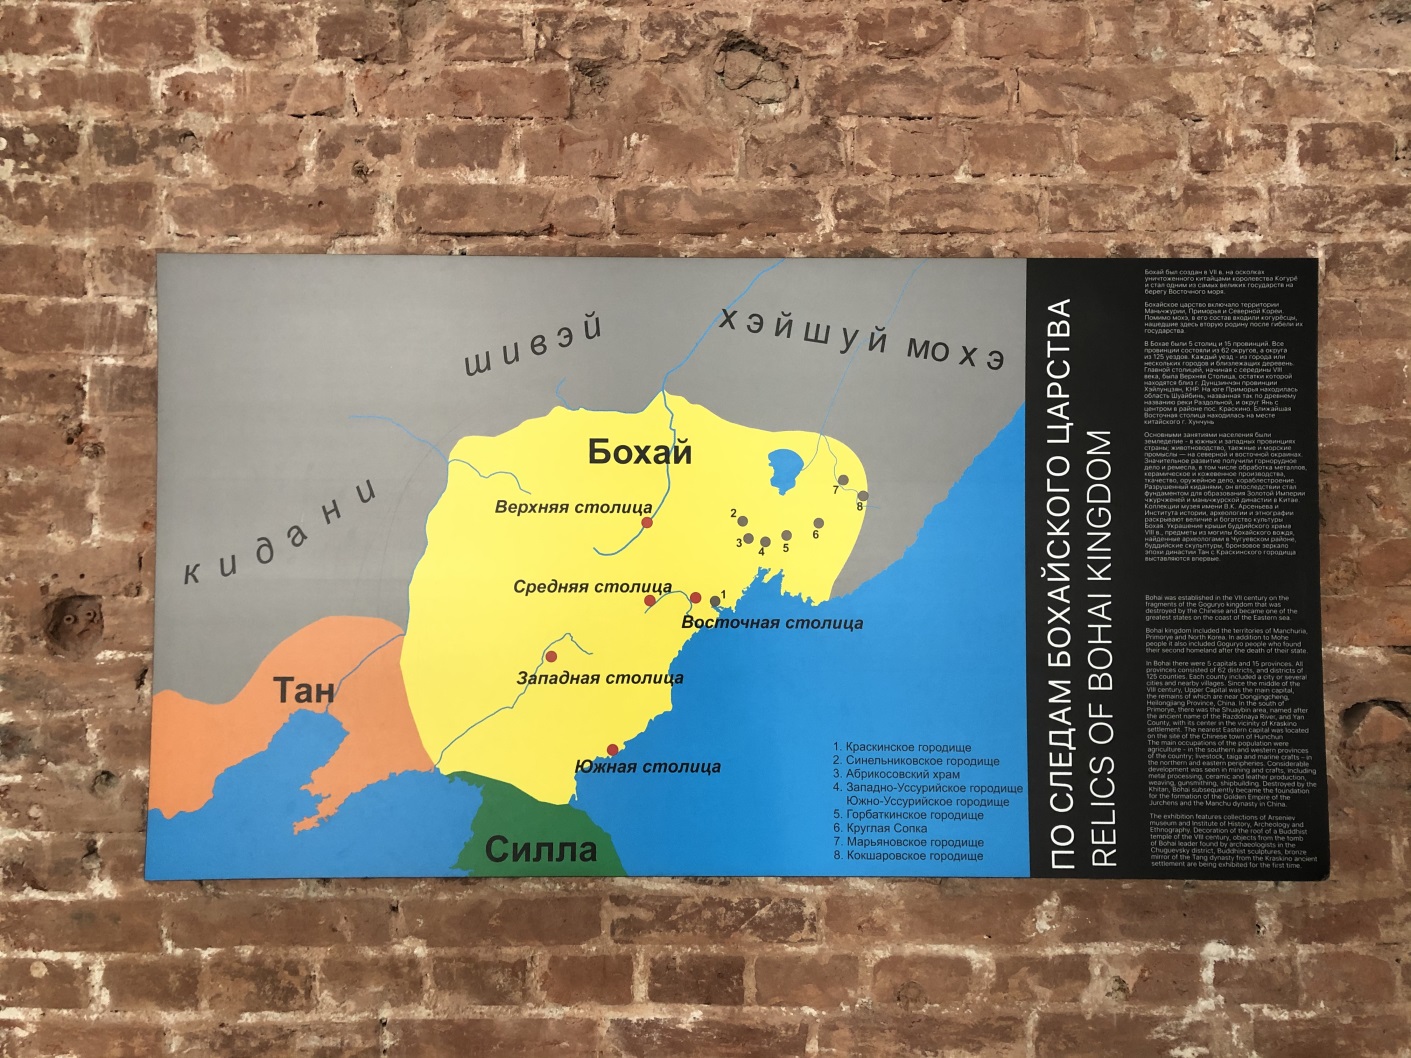 шивэй
хэйшуй мохэ
кидани
Бохай
Верхняя столица
Средняя столица
Восточная столица
Западная столица
Южная столица
Тан
Силла
7
8
2
3
4
5
6
1
1. Краскинское городище
2. Синельниковское городище
3. Абрикосовский храм
4. Западно-Уссурийское городище
Южно-Уссурийское городище
5. Горбаткинское городище
6. Круглая Сопка
7. Марьяновское городище
8. Кокшаровское городище
ПО СЛЕДАМ БОХАЙСКОГО ЦАРСТВА
RELICS OF BOHAI KINGDOM
Бохай был создан в VII в. на осколках
уничтоженного китайцами королевства Когурё
и стал одним из самых великих государств на
берегу Восточного моря.
Бохайское царство включало территории
Маньчжурии, Приморья и Северной Кореи.
Помимо мохэ, в его состав входили когурёсцы,
нашедшие здесь вторую родину после гибели их
государства.
В Бохае были 5 столиц и 15 провинций. Все
провинции состояли из 62 округов, а округа
из 125 уездов. Каждый уезд - из города или
нескольких городов и близлежащих деревень.
Главной столицей, начиная с середины VIII
века, была Верхняя Столица, остатки которой
находятся близ г. Дунцзинчэн провинции
Хэйлунцзян, КНР. На юге Приморья находилась
область Шуайбинь, названная так по древнему
названию реки Раздольной, и округ Янь с
центром в районе пос. Краскино. Ближайшая
Восточная столица находилась на месте
китайского г. Хунчунь
Основными занятиями населения были
земледелие - в южных и западных провинциях
страны; животноводство, таежные и морские
промыслы — на северной и восточной окраинах.
Значительное развитие получили горнорудное
дело и ремесла, в том числе обработка металлов,
керамическое и кожевенное производства,
ткачество, оружейное дело, кораблестроение.
Разрушенный киданями, он впоследствии стал
фундаментом для образования Золотой Империи
чжурчжэней и маньчжурской династии в Китае.
Коллекции музея имени В.К. Арсеньева и
Института истории, археологии и этнографии
раскрывают величие и богатство культуры
Бохая. Украшение крыши буддийского храма
VIII в., предметы из могилы бохайского вождя,
найденные археологами в Чугуевском районе,
буддийские скульптуры, бронзовое зеркало
эпохи династии Тан с Краскинского городища
выставляются впервые.
Bohai was established in the VII century on the
fragments of the Goguryo kingdom that was
destroyed by the Chinese and became one of the
greatest states on the coast of the Eastern sea.
Bohai kingdom included the territories of Manchuria,
Primorye and North Korea. In addition to Mohe
people it also included Goguryo people who found
their second homeland after the death of their state.
In Bohai there were 5 capitals and 15 provinces. All
provinces consisted of 62 districts, and districts of
125 counties. Each county included a city or several
cities and nearby villages. Since the middle of the
VIII century, Upper Capital was the main capital,
the remains of which are near Dongjingcheng,
Heilongjiang Province, China. In the south of
Primorye, there was the Shuaybin area, named after
the ancient name of the Razdolnaya River, and Yan
County, with its center in the vicinity of Kraskino
settlement. The nearest Eastern capital was located
on the site of the Chinese town of Hunchun
The main occupations of the population were
agriculture - in the southern and western provinces
of the country; livestock, taiga and marine crafts – in
the northern and eastern peripheries. Considerable
development was seen in mining and crafts, including
metal processing, ceramic and leather production,
weaving, gunsmithing, shipbuilding. Destroyed by the
Khitan, Bohai subsequently became the foundation
for the formation of the Golden Empire of the
Jurchens and the Manchu dynasty in China.
The exhibition features collections of Arseniev
museum and Institute of History, Archeology and
Ethnography. Decoration of the roof of a Buddhist
temple of the VIII century, objects from the tomb
of Bohai leader found by archaeologists in the
Chuguevsky district, Buddhist sculptures, bronze
mirror of the Tang dynasty from the Kraskino ancient
settlement are being exhibited for the first time.